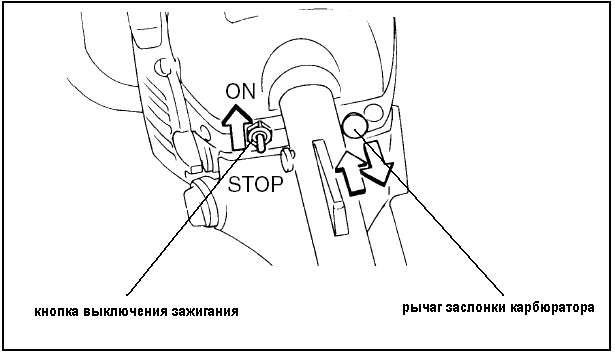 ON
STOP
кнопка выключения зажигания
рычаг заслонки карбюратора